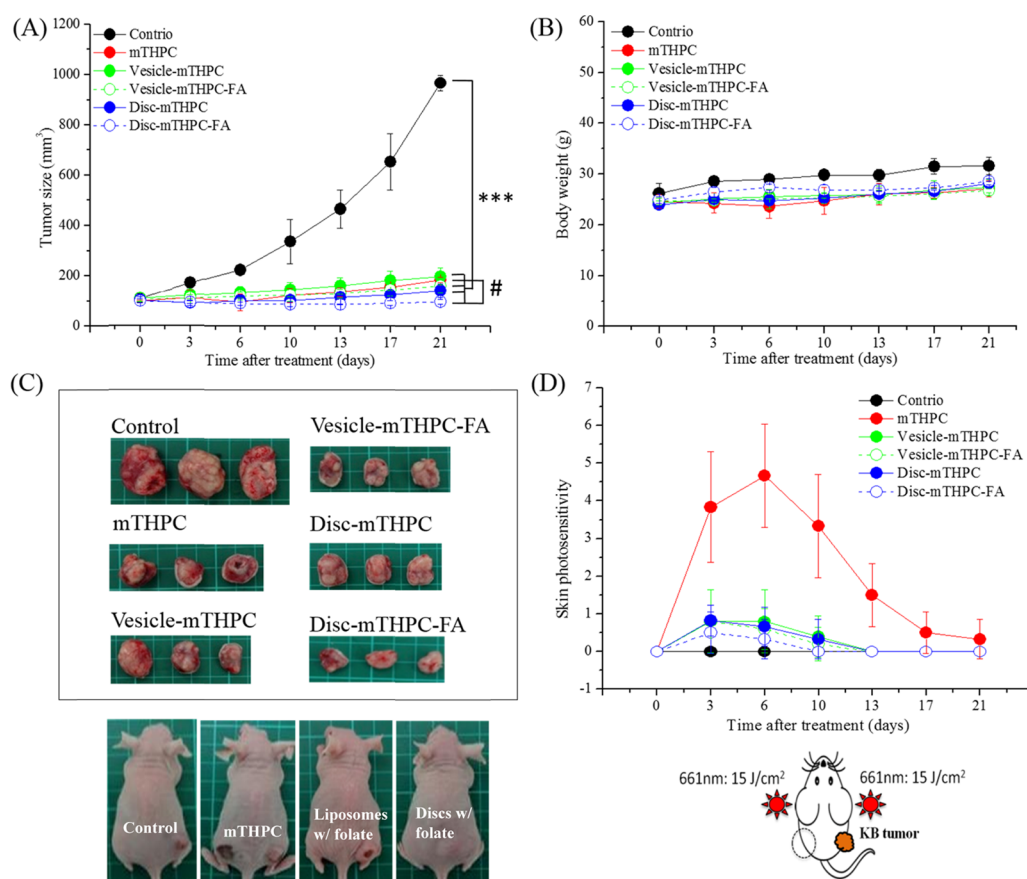 (A)
1200
1000
800
600
400
200
0
Tumor size (mm³)
Contrio
mTHPC
Vesicle-mTHPC
Vesicle-mTHPC-FA
Disc-mTHPC
Disc-mTHPC-FA
***
#
0 3 6 10 13 17 21
Time after treatment (days)
(B)
60
50
40
30
20
10
0
Body weight (g)
Contrio
mTHPC
Vesicle-mTHPC
Vesicle-mTHPC-FA
Disc-mTHPC
Disc-mTHPC-FA
0 3 6 10 13 17 21
Time after treatment (days)
(C)
Control
Vesicle-mTHPC-FA
mTHPC
Disc-mTHPC
Vesicle-mTHPC
Disc-mTHPC-FA
Control
mTHPC
Liposomes
w/ folate
Discs w/
folate
(D)
7
6
5
4
3
2
1
0
-1
Skin photosensitivity
Contrio
mTHPC
Vesicle-mTHPC
Vesicle-mTHPC-FA
Disc-mTHPC
Disc-mTHPC-FA
0 3 6 10 13 17 21
Time after treatment (days)
661nm: 15 J/cm²
661nm: 15 J/cm²
KB tumor